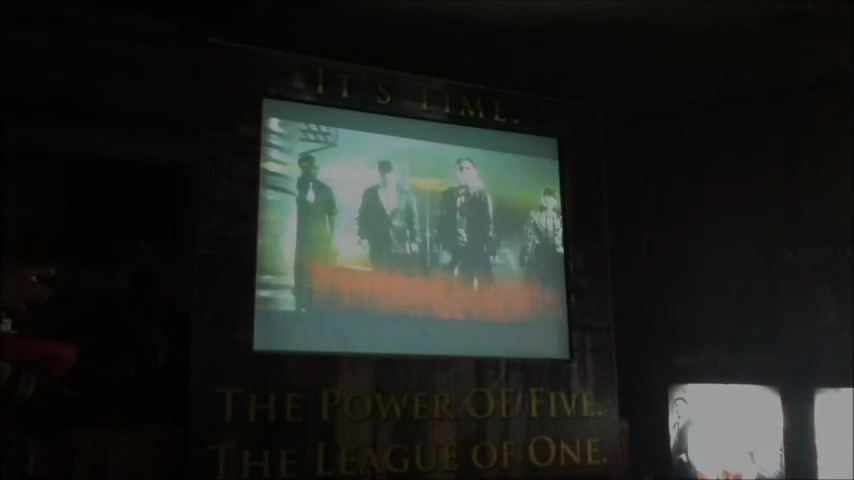 IT'S TIME.
THE POWER OF FIVE.
THE LEAGUE OF ONE.